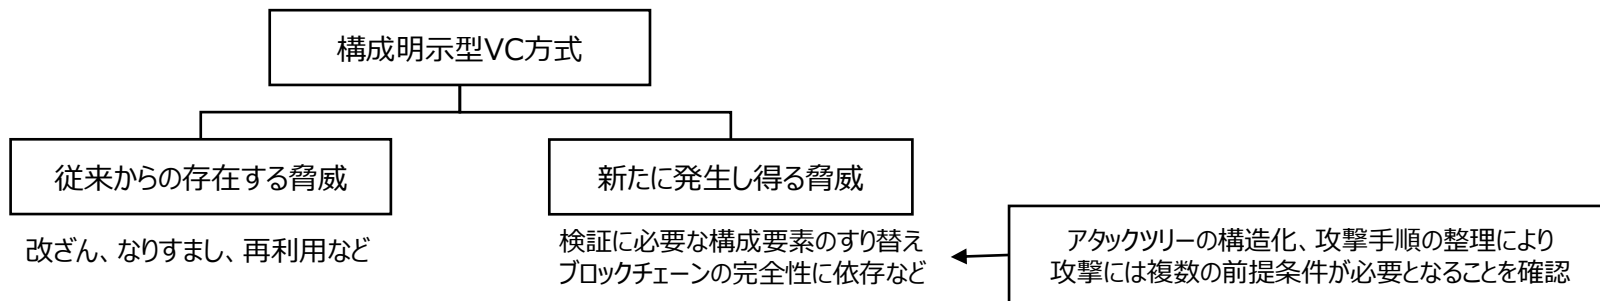 構成明示型VC方式
従来からの存在する脅威
新たに発生し得る脅威
改ざん、なりすまし、再利用など
検証に必要な構成要素のすり替え
ブロックチェーンの完全性に依存など
アタックツリーの構造化、攻撃手順の整理により
攻撃には複数の前提条件が必要となることを確認